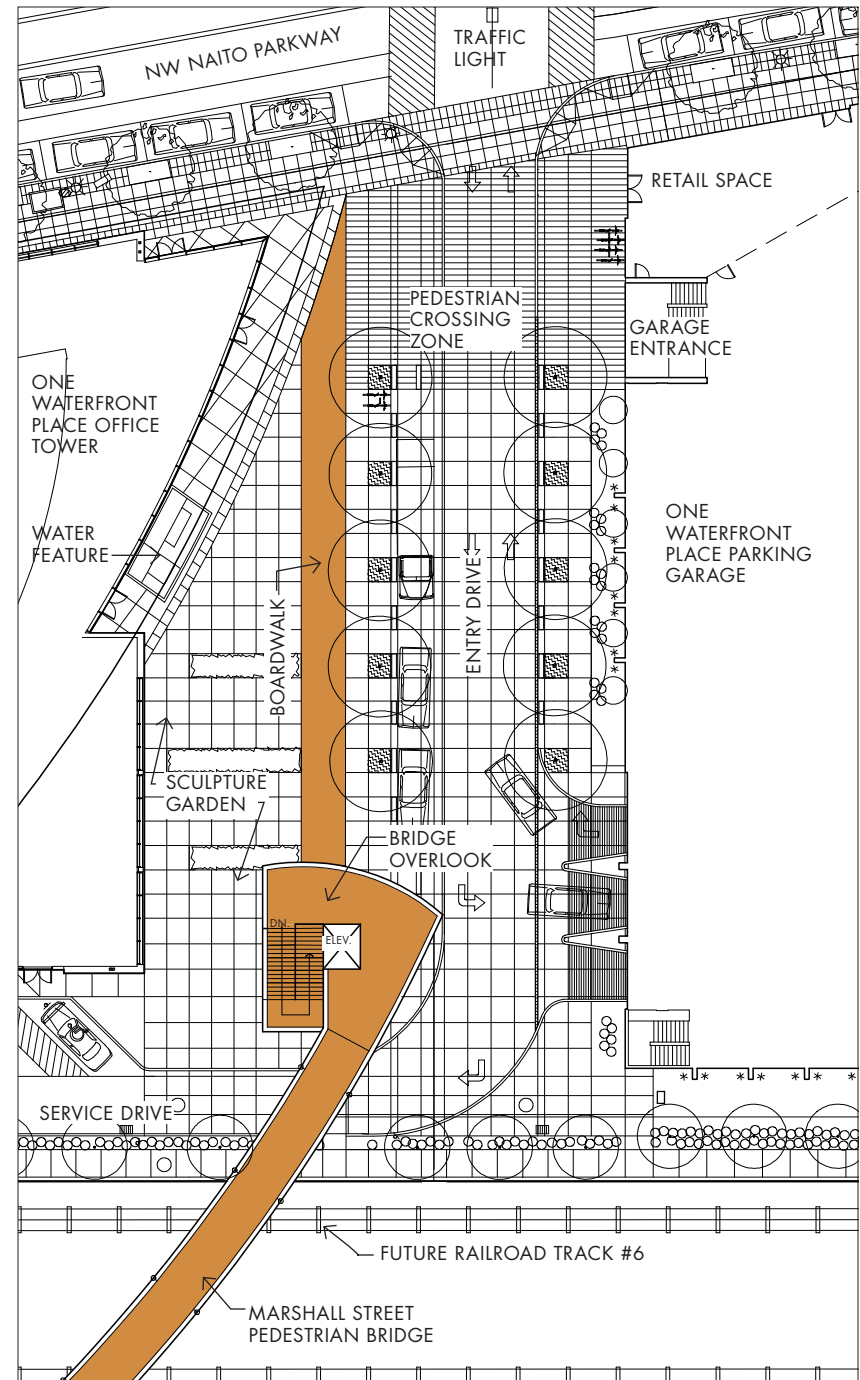 NW NAITO PARKWAY
TRAFFIC
LIGHT
RETAIL SPACE
PEDESTRIAN
CROSSING
ZONE
GARAGE
ENTRANCE
ONE
WATERFRONT
PLACE OFFICE
TOWER
WATER
FEATURE
ONE
WATERFRONT
PLACE PARKING
GARAGE
BOARDWALK
ENTRY DRIVE
SCULPTURE
GARDEN
BRIDGE
OVERLOOK
DN.
ELEV.
SERVICE DRIVE
FUTURE RAILROAD TRACK #6
MARSHALL STREET
PEDESTRIAN BRIDGE